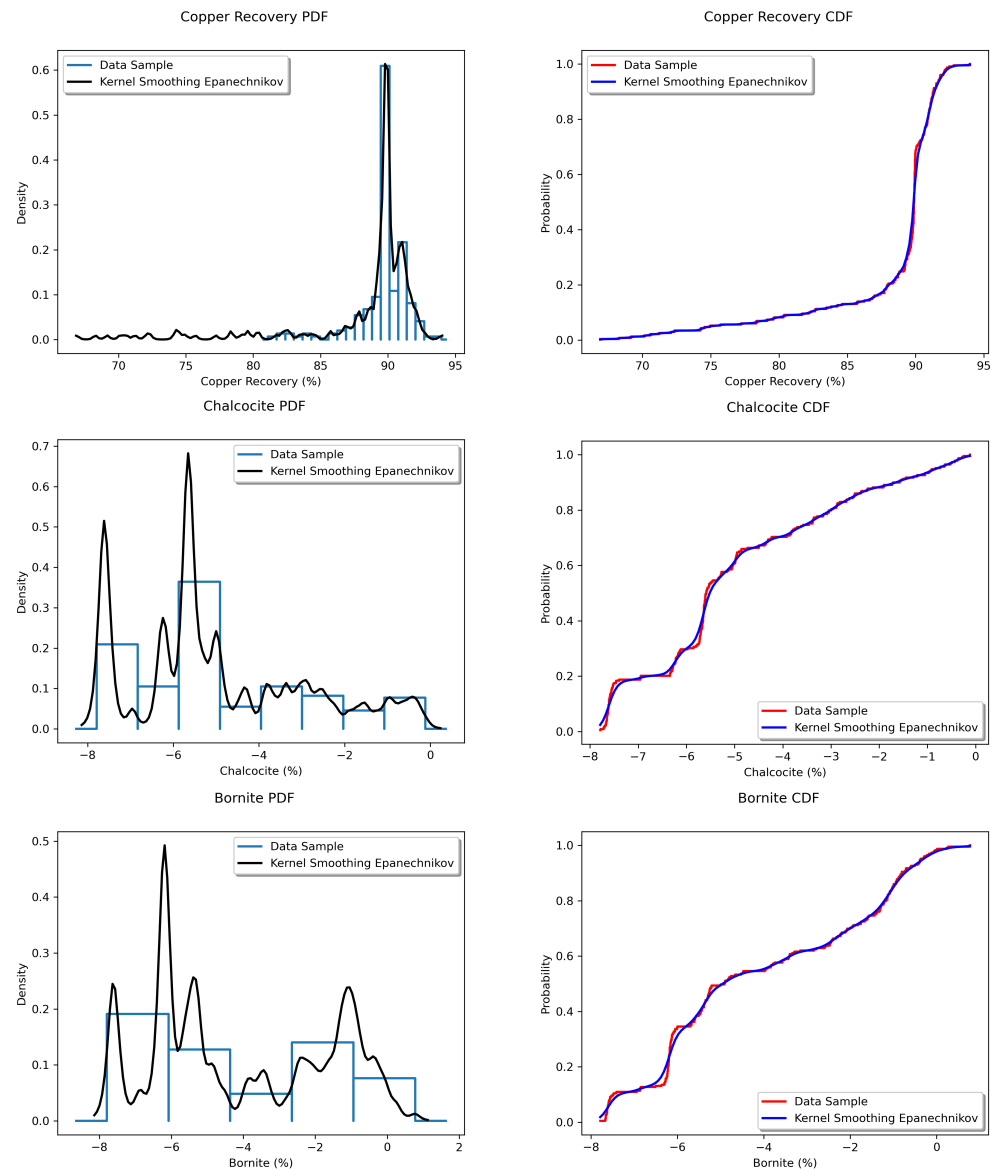 Copper Recovery PDF
Data Sample
Kernel Smoothing Epanechnikov
0.6
0.5
0.4
0.3
0.2
0.1
0.0
Density
70 75 80 85 90 95
Copper Recovery (%)
Copper Recovery CDF
Data Sample
Kernel Smoothing Epanechnikov
1.0
0.8
0.6
0.4
0.2
0.0
Probability
70 75 80 85 90 95
Copper Recovery (%)
Chalcocite PDF
Data Sample
Kernel Smoothing Epanechnikov
0.7
0.6
0.5
0.4
0.3
0.2
0.1
0.0
Density
−8 −6 −4 −2 0
Chalcocite (%)
Chalcocite CDF
1.0
0.8
0.6
0.4
0.2
0.0
Probability
Data Sample
Kernel Smoothing Epanechnikov
−8 −7 −6 −5 −4 −3 −2 −1 0
Chalcocite (%)
Bornite PDF
Data Sample
Kernel Smoothing Epanechnikov
0.5
0.4
0.3
0.2
0.1
0.0
Density
−8 −6 −4 −2 0 2
Bornite (%)
Bornite CDF
1.0
0.8
0.6
0.4
0.2
0.0
Probability
Data Sample
Kernel Smoothing Epanechnikov
−8 −6 −4 −2 0
Bornite (%)